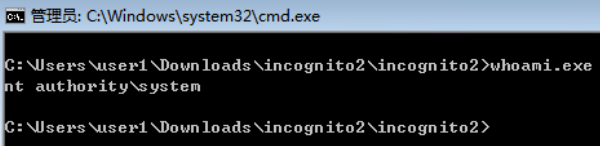 管理员: C:\Windows\system32\cmd.exe
C:\Users\user1\Downloads\incognito2\incognito2>whoami.exe
nt authority\system
C:\Users\user1\Downloads\incognito2\incognito2>